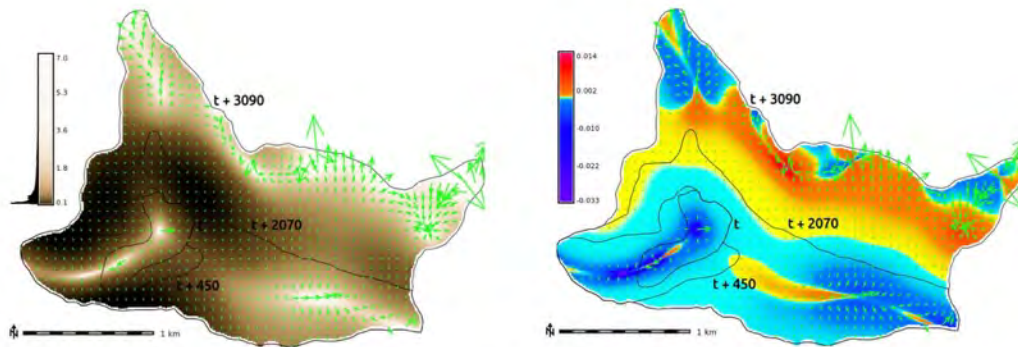 7.0
5.3
3.6
1.8
0.1
t + 3090
t
t + 2070
t + 450
N
1 km
0.014
0.002
-0.010
-0.022
-0.033
t + 3090
t
t + 2070
t + 450
N
1 km